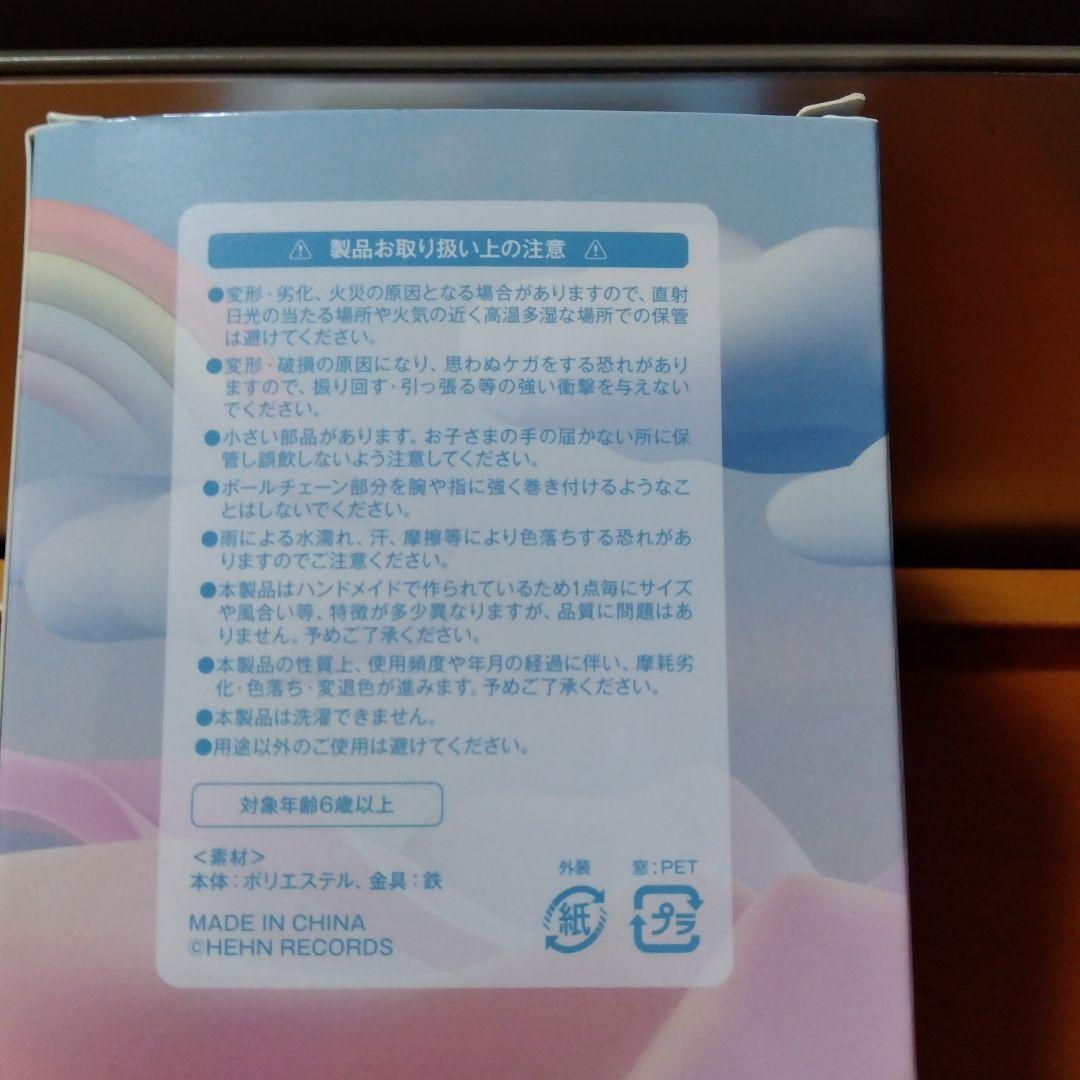 ⚠ 製品お取り扱い上の注意 ⚠
●変形・劣化、火災の原因となる場合がありますので、直射
日光の当たる場所や火気の近く高温多湿な場所での保管
は避けてください。
●変形・破損の原因になり、思わぬケガをする恐れがあり
ますので、振り回す・引っ張る等の強い衝撃を与えない
でください。
●小さい部品があります。お子さまの手の届かない所に保
管し誤飲しないよう注意してください。
●ボールチェーン部分を腕や指に強く巻き付けるようなこ
とはしないでください。
●雨による水濡れ、汗、摩擦等により色落ちする恐れがあ
りますのでご注意ください。
●本製品はハンドメイドで作られているため1点毎にサイズ
や風合い等、特徴が多少異なりますが、品質に問題はあ
りません。予めご了承ください。
●本製品の性質上、使用頻度や年月の経過に伴い、摩耗劣
化・色落ち・変退色が進みます。予めご了承ください。
●本製品は洗濯できません。
●用途以外のご使用は避けてください。
対象年齢6歳以上
＜素材＞
本体：ポリエステル、金具：鉄
MADE IN CHINA
©HEHN RECORDS
外装 窓：PET
紙 プラ